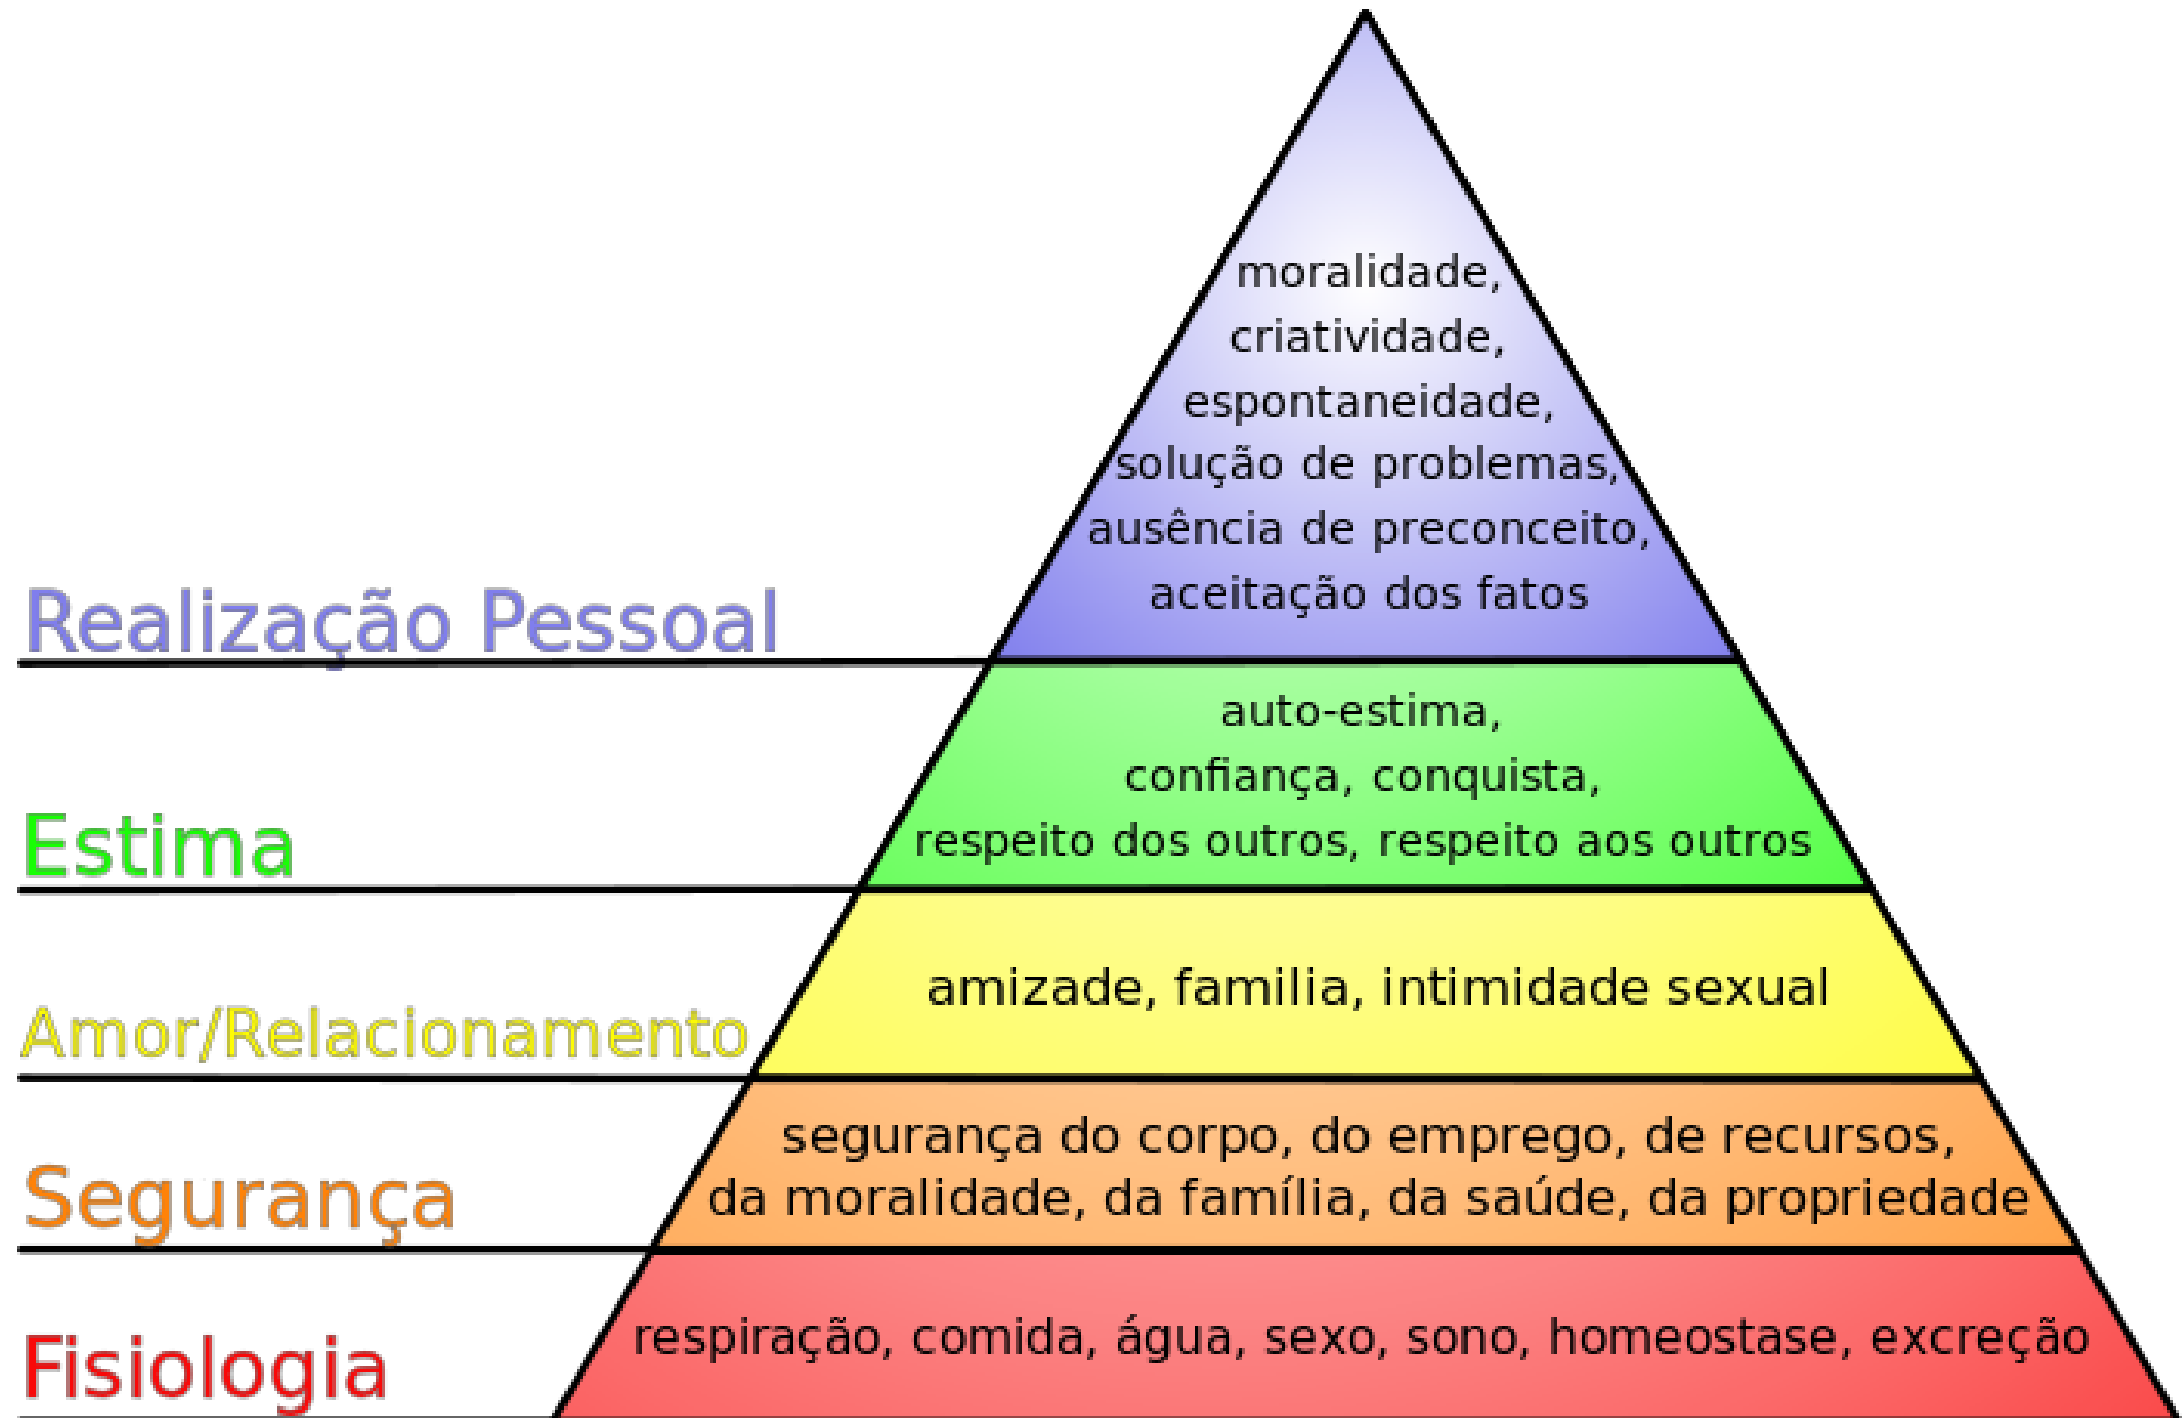 moralidade,
criatividade,
espontaneidade,
solução de problemas,
ausência de preconceito,
aceitação dos fatos
Realização Pessoal
auto-estima,
confiança, conquista,
respeito dos outros, respeito aos outros
Estima
amizade, familia, intimidade sexual
Amor/Relacionamento
segurança do corpo, do emprego, de recursos,
da moralidade, da família, da saúde, da propriedade
Segurança
respiração, comida, água, sexo, sono, homeostase, excreção
Fisiologia